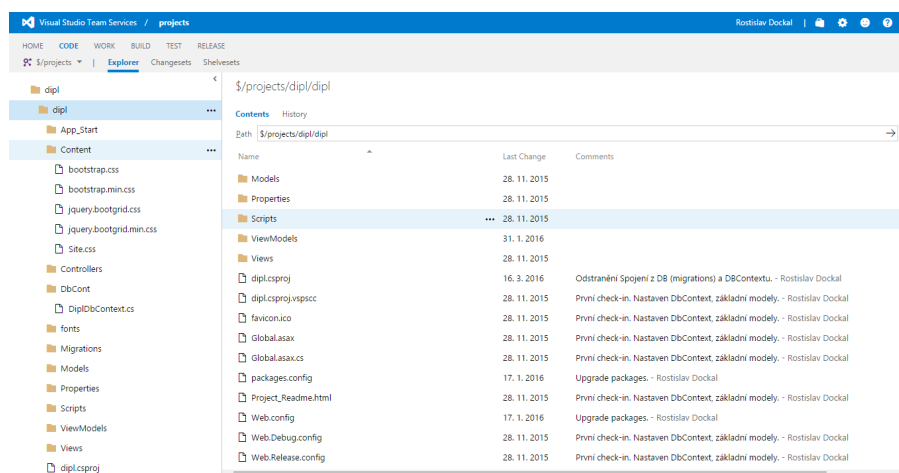 Visual Studio Team Services / projects
Rostislav Dockal
HOME CODE WORK BUILD TEST RELEASE
$/projects | Explorer Changesets Shelvesets
dipl
dipl
App_Start
Content
bootstrap.css
bootstrap.min.css
jquery.bootgrid.css
jquery.bootgrid.min.css
Site.css
Controllers
DbCont
DiplDbContext.cs
fonts
Migrations
Models
Properties
Scripts
ViewModels
Views
dipl.csproj
$/projects/dipl/dipl
Contents History
Path $/projects/dipl/dipl
Name Last Change Comments
Models 28. 11. 2015
Properties 28. 11. 2015
Scripts ... 28. 11. 2015
ViewModels 31. 1. 2016
Views 28. 11. 2015
dipl.csproj 16. 3. 2016 Odstranění Spojení z DB (migrations) a DBContextu. - Rostislav Dockal
dipl.csproj.vspscc 28. 11. 2015 První check-in. Nastaven DbContext, základní modely. - Rostislav Dockal
favicon.ico 28. 11. 2015 První check-in. Nastaven DbContext, základní modely. - Rostislav Dockal
Global.asax 28. 11. 2015 První check-in. Nastaven DbContext, základní modely. - Rostislav Dockal
Global.asax.cs 28. 11. 2015 První check-in. Nastaven DbContext, základní modely. - Rostislav Dockal
packages.config 17. 1. 2016 Upgrade packages. - Rostislav Dockal
Project_Readme.html 28. 11. 2015 První check-in. Nastaven DbContext, základní modely. - Rostislav Dockal
Web.config 17. 1. 2016 Upgrade packages. - Rostislav Dockal
Web.Debug.config 28. 11. 2015 První check-in. Nastaven DbContext, základní modely. - Rostislav Dockal
Web.Release.config 28. 11. 2015 První check-in. Nastaven DbContext, základní modely. - Rostislav Dockal